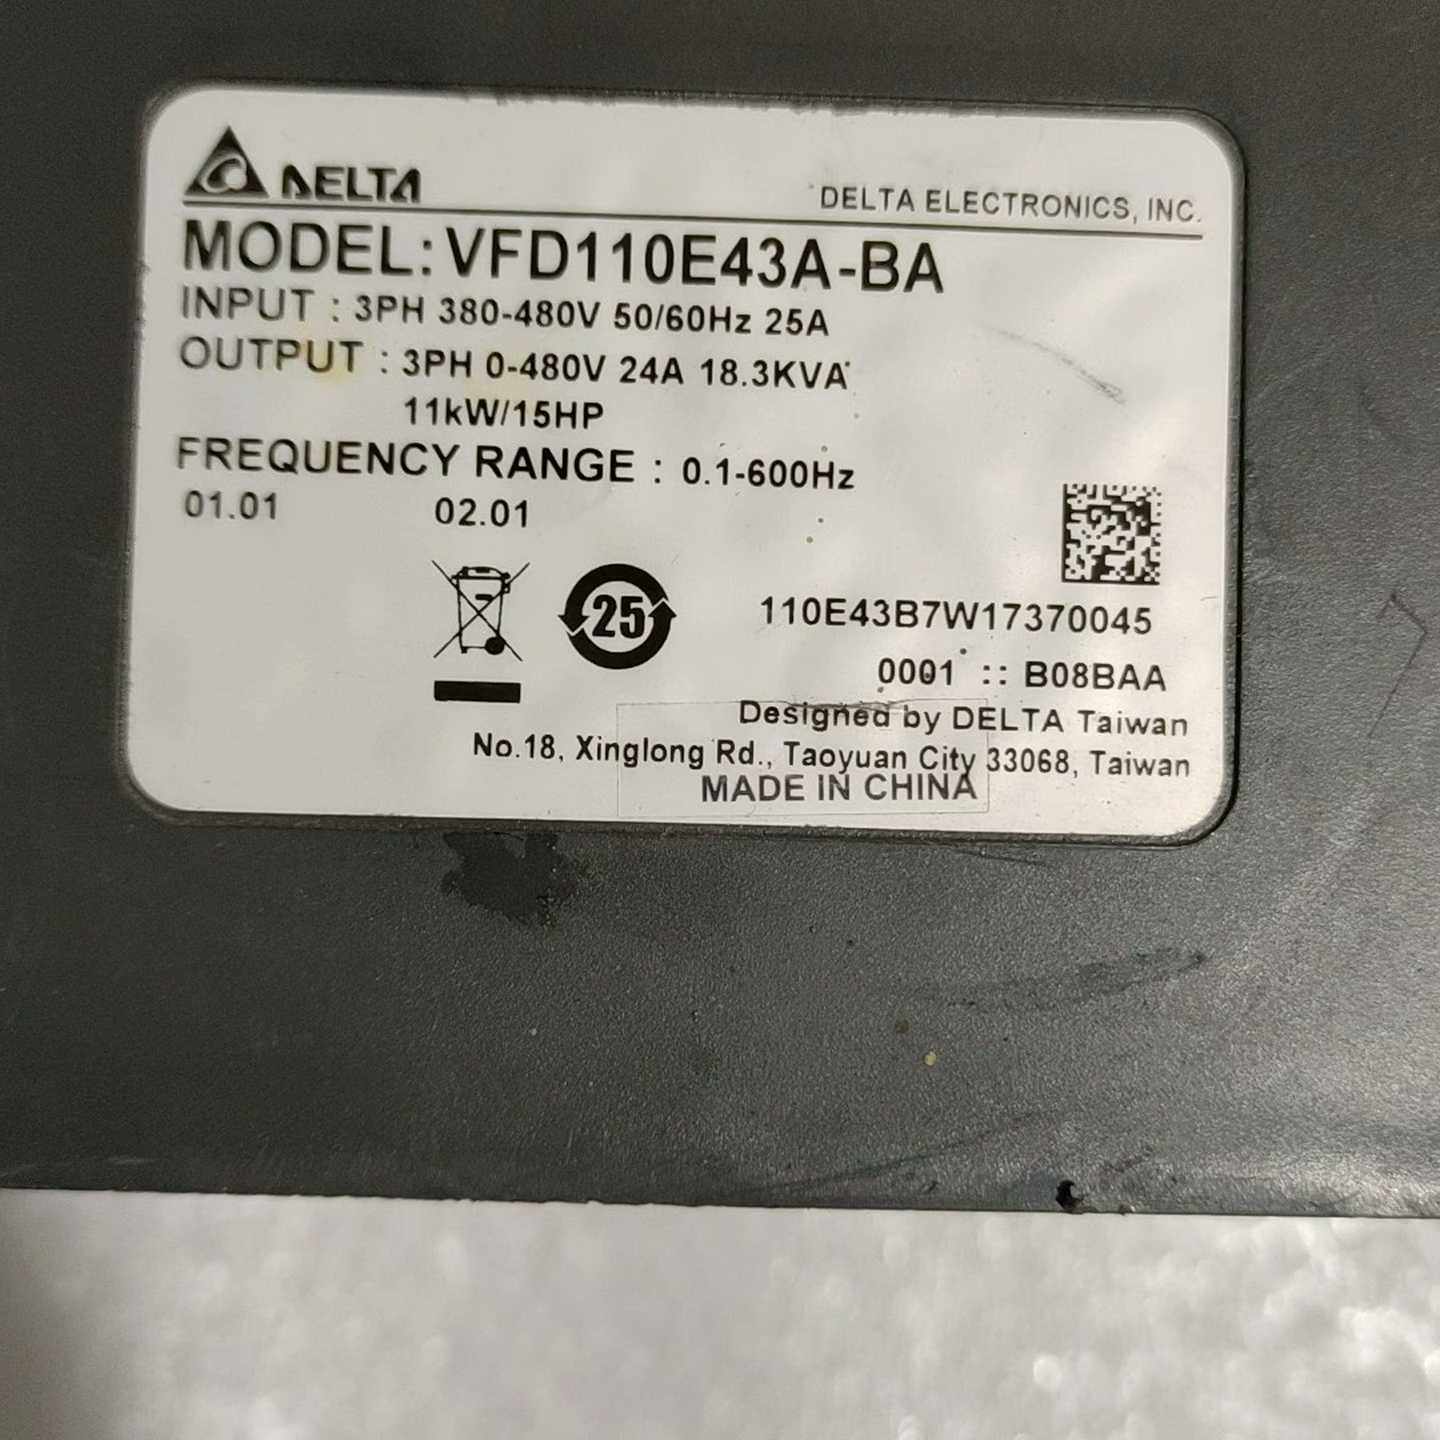 DELTA
DELTA ELECTRONICS, INC.
MODEL: VFD110E43A-BA
INPUT : 3PH 380-480V 50/60Hz 25A
OUTPUT : 3PH 0-480V 24A 18.3KVA
11kW/15HP
FREQUENCY RANGE : 0.1-600Hz
01.01 02.01
25
110E43B7W17370045
0001 :: B08BAA
Designed by DELTA Taiwan
No.18, Xinglong Rd., Taoyuan City 33068, Taiwan
MADE IN CHINA